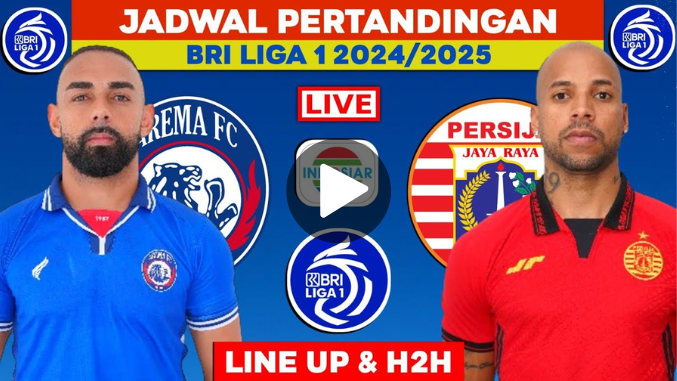 JADWAL PERTANDINGAN
BRI LIGA 1 2024/2025
BRI
LIGA 1
BRI
LIGA 1
LIVE
AREMA FC
PERSIJA
JAYA RAYA
1987
BRI
LIGA 1
LINE UP & H2H